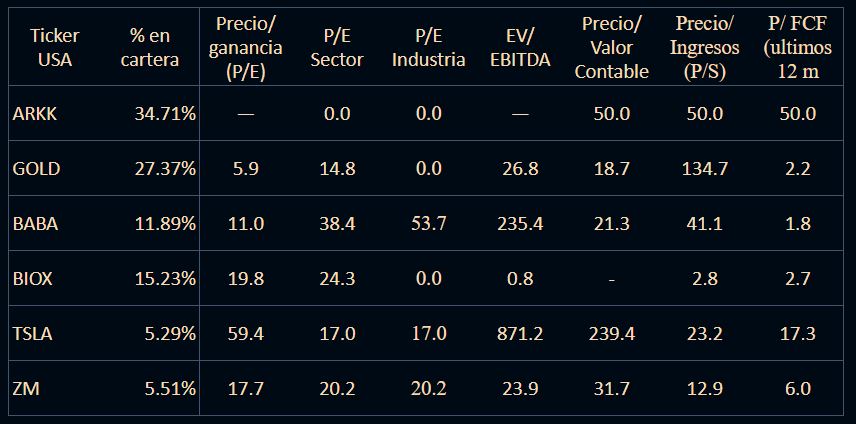 Ticker USA % en cartera Precio/ ganancia (P/E) P/E Sector P/E Industria EV/ EBITDA Precio/ Valor Contable Precio/ Ingresos (P/S) P/ FCF (ultimos 12 m
ARKK 34.71% — 0.0 0.0 — 50.0 50.0 50.0
GOLD 27.37% 5.9 14.8 0.0 26.8 18.7 134.7 2.2
BABA 11.89% 11.0 38.4 53.7 235.4 21.3 41.1 1.8
BIOX 15.23% 19.8 24.3 0.0 0.8 - 2.8 2.7
TSLA 5.29% 59.4 17.0 17.0 871.2 239.4 23.2 17.3
ZM 5.51% 17.7 20.2 20.2 23.9 31.7 12.9 6.0